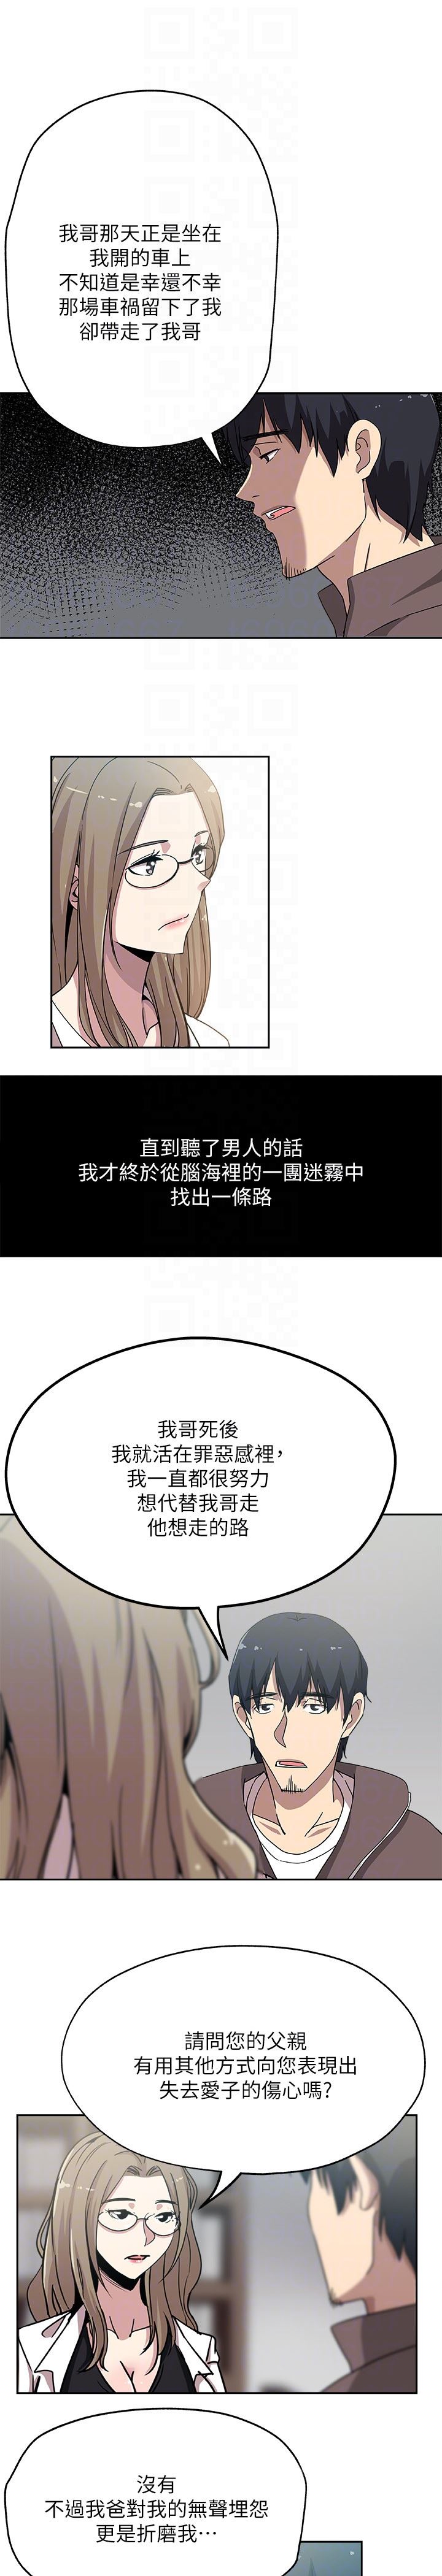 我哥那天正是坐在
我開的車上
不知道是幸還不幸
那場車禍留下了我
卻帶走了我哥
直到聽了男人的話
我才終於從腦海裡的一團迷霧中
找出一條路
我哥死後
我就活在罪惡感裡，
我一直都很努力
想代替我哥走
他想走的路
請問您的父親
有用其他方式向您表現出
失去愛子的傷心嗎?
沒有
不過我爸對我的無聲埋怨
更是折磨我⋯